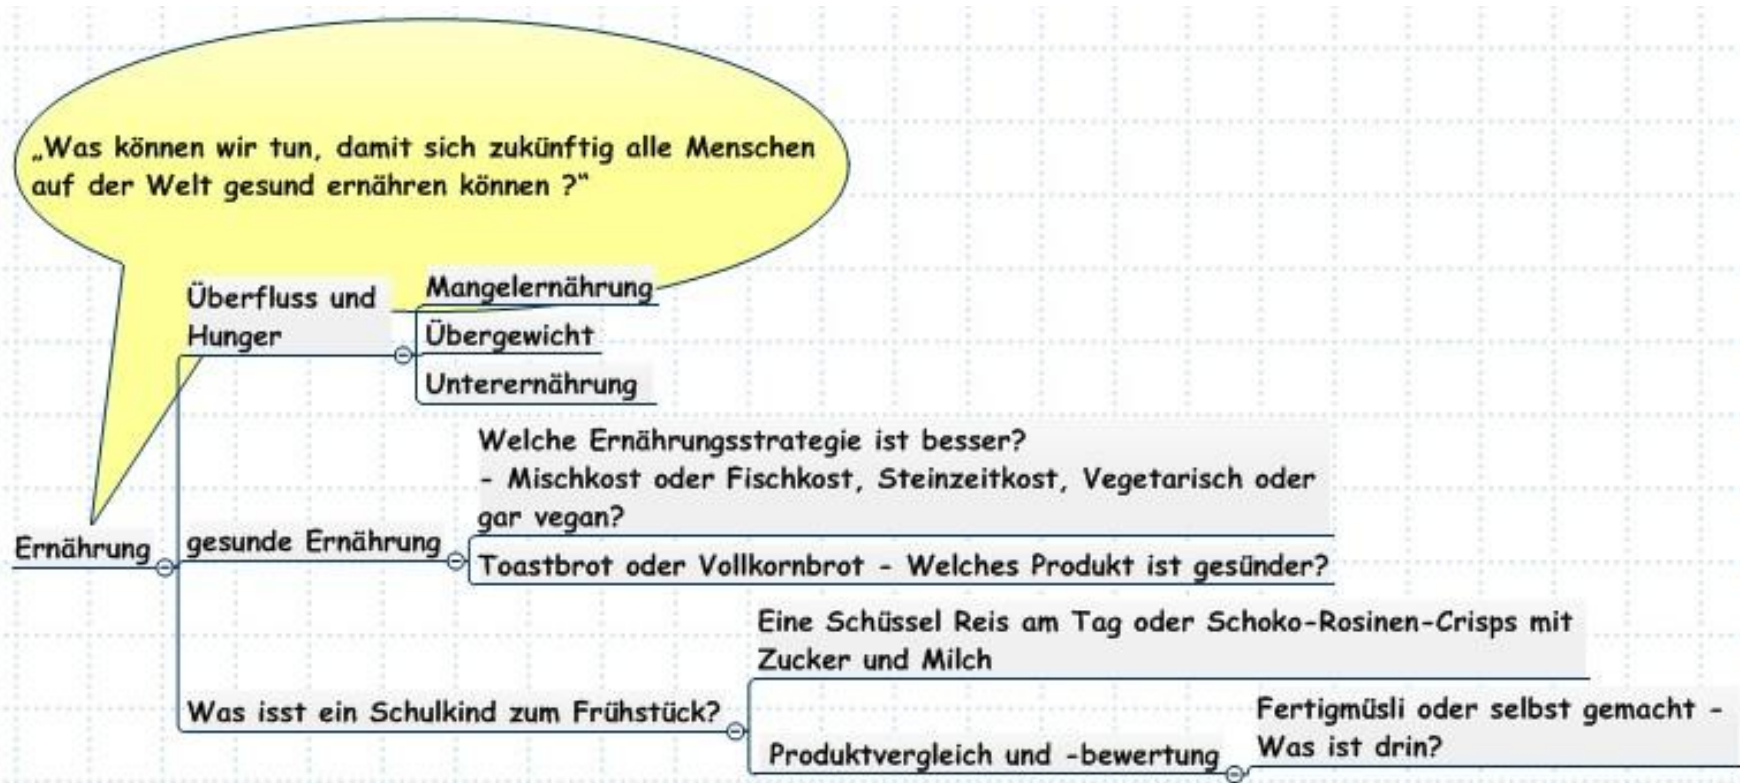 „Was können wir tun, damit sich zukünftig alle Menschen
auf der Welt gesund ernähren können ?“
Überfluss und
Hunger
Mangelernährung
Übergewicht
Unterernährung
Ernährung
gesunde Ernährung
Welche Ernährungsstrategie ist besser?
- Mischkost oder Fischkost, Steinzeitkost, Vegetarisch oder
gar vegan?
Toastbrot oder Vollkornbrot - Welches Produkt ist gesünder?
Was isst ein Schulkind zum Frühstück?
Eine Schüssel Reis am Tag oder Schoko-Rosinen-Crisps mit
Zucker und Milch
Produktvergleich und -bewertung
Fertigmüsli oder selbst gemacht -
Was ist drin?